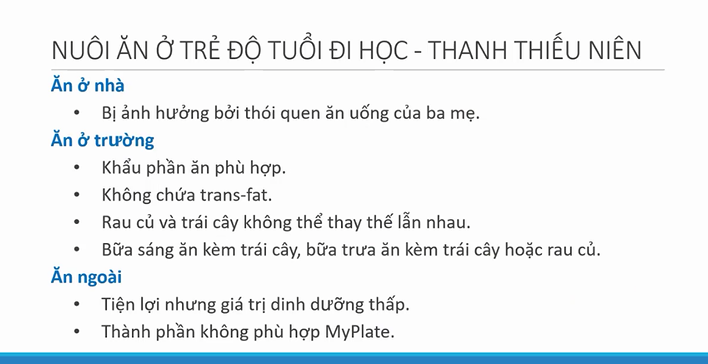 NUÔI ĂN Ở TRẺ ĐỘ TUỔI ĐI HỌC - THANH THIẾU NIÊN
Ăn ở nhà
• Bị ảnh hưởng bởi thói quen ăn uống của ba mẹ.
Ăn ở trường
• Khẩu phần ăn phù hợp.
• Không chứa trans-fat.
• Rau củ và trái cây không thể thay thế lẫn nhau.
• Bữa sáng ăn kèm trái cây, bữa trưa ăn kèm trái cây hoặc rau củ.
Ăn ngoài
• Tiện lợi nhưng giá trị dinh dưỡng thấp.
• Thành phần không phù hợp MyPlate.